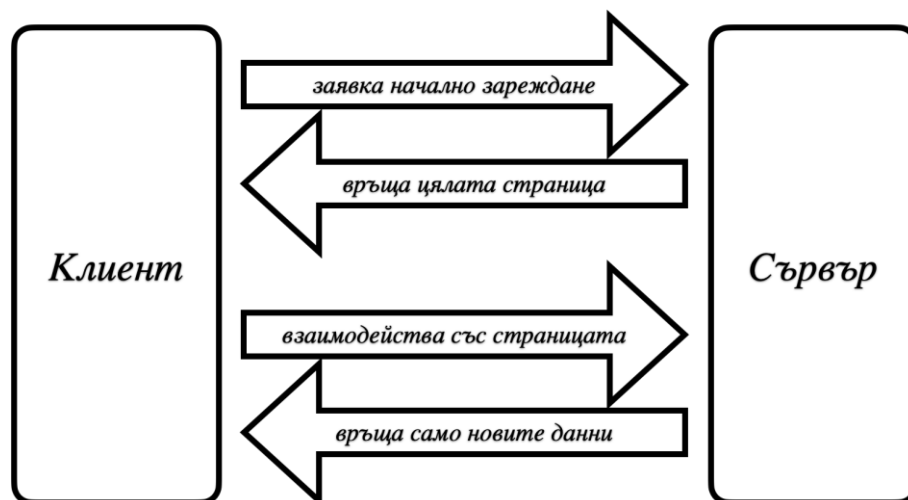 заявка начално зареждане
връща цялата страница
Клиент
Сървър
взаимодейства със страницата
връща само новите данни